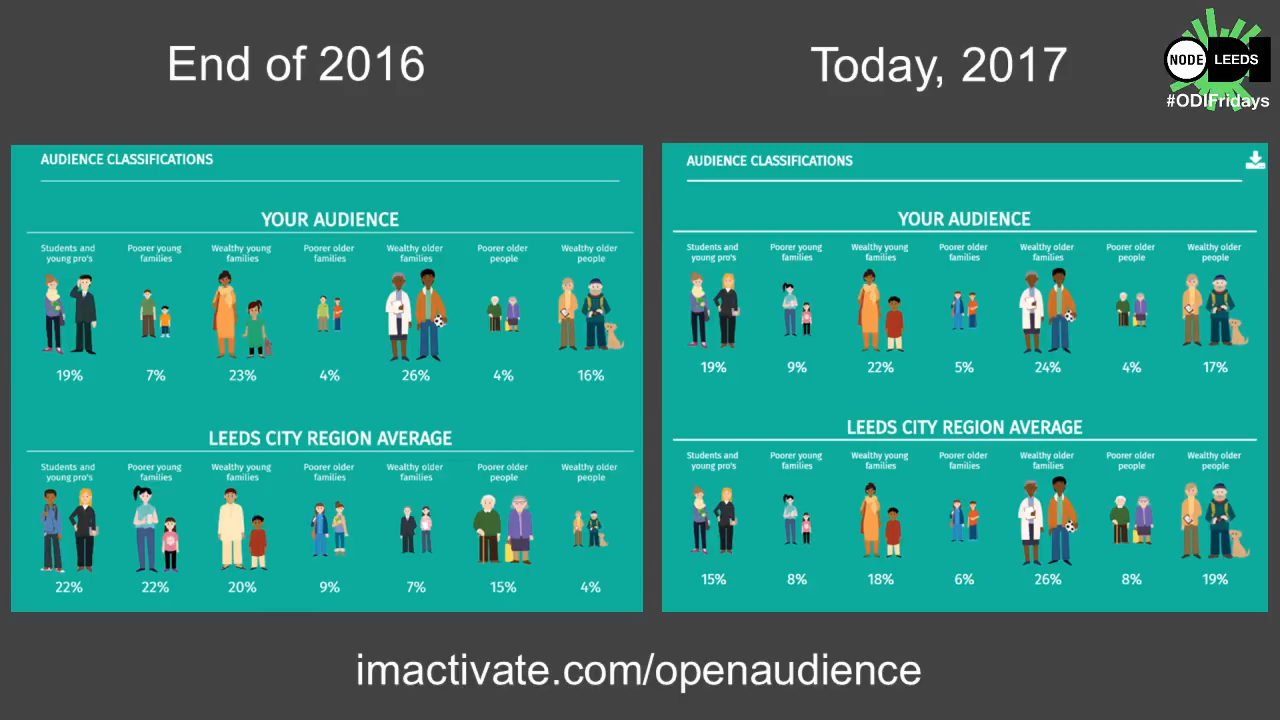 End of 2016
Today, 2017
NODE LEEDS
#ODIFridays
AUDIENCE CLASSIFICATIONS
YOUR AUDIENCE
Students and young pro's
Poorer young families
Wealthy young families
Poorer older families
Wealthy older families
Poorer older people
Wealthy older people
19% 7% 23% 4% 26% 4% 16%
LEEDS CITY REGION AVERAGE
Students and young pro's
Poorer young families
Wealthy young families
Poorer older families
Wealthy older families
Poorer older people
Wealthy older people
22% 22% 20% 9% 7% 15% 4%
AUDIENCE CLASSIFICATIONS
YOUR AUDIENCE
Students and young pro's
Poorer young families
Wealthy young families
Poorer older families
Wealthy older families
Poorer older people
Wealthy older people
19% 9% 22% 5% 24% 4% 17%
LEEDS CITY REGION AVERAGE
Students and young pro's
Poorer young families
Wealthy young families
Poorer older families
Wealthy older families
Poorer older people
Wealthy older people
15% 8% 18% 6% 26% 8% 19%
imactivate.com/openaudience